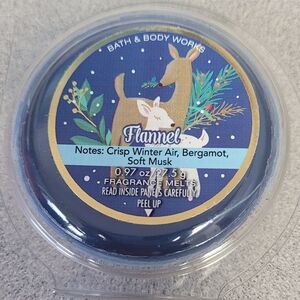 BATH & BODY WORKS
Flannel
Notes: Crisp Winter Air, Bergamot,
Soft Musk
0.97 oz/27.5 g
FRAGRANCE MELTS
READ INSIDE PANELS CAREFULLY
PEEL UP